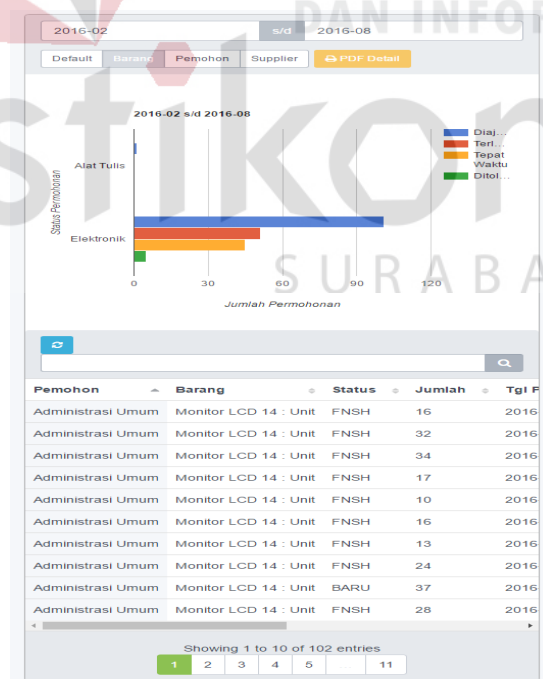 DAN INFOR
2016-02 s/d 2016-08
Default Barang Pemohon Supplier PDF Detail
stikom
2016-02 s/d 2016-08
Diaj...
Terl...
Tepat
Waktu
Ditol...
Status Permohonan
Alat Tulis
Elektronik
SURABA
0 30 60 90 120
Jumlah Permohonan
Pemohon Barang Status Jumlah Tgl P
Administrasi Umum Monitor LCD 14 : Unit FNSH 16 2016
Administrasi Umum Monitor LCD 14 : Unit FNSH 32 2016
Administrasi Umum Monitor LCD 14 : Unit FNSH 34 2016
Administrasi Umum Monitor LCD 14 : Unit FNSH 17 2016
Administrasi Umum Monitor LCD 14 : Unit FNSH 10 2016
Administrasi Umum Monitor LCD 14 : Unit FNSH 16 2016
Administrasi Umum Monitor LCD 14 : Unit FNSH 13 2016
Administrasi Umum Monitor LCD 14 : Unit FNSH 24 2016
Administrasi Umum Monitor LCD 14 : Unit BARU 37 2016
Administrasi Umum Monitor LCD 14 : Unit FNSH 28 2016
Showing 1 to 10 of 102 entries
1 2 3 4 5 ... 11